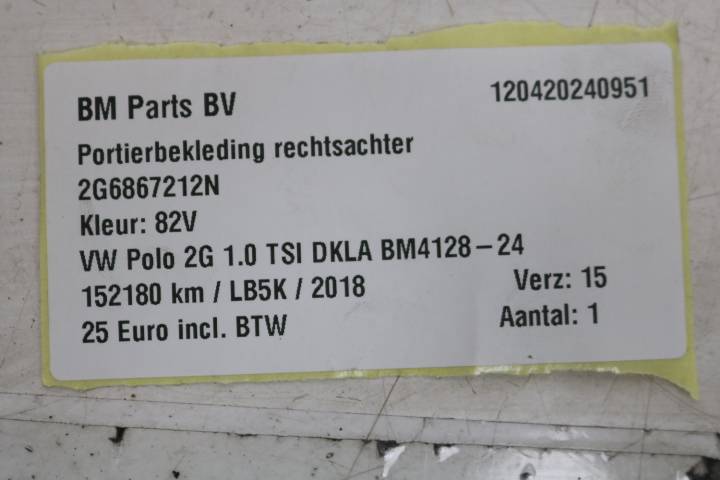 BM Parts BV 120420240951
Portierbekleding rechtsachter
2G6867212N
Kleur: 82V
VW Polo 2G 1.0 TSI DKLA BM4128-24
152180 km / LB5K / 2018 Verz: 15
25 Euro incl. BTW Aantal: 1